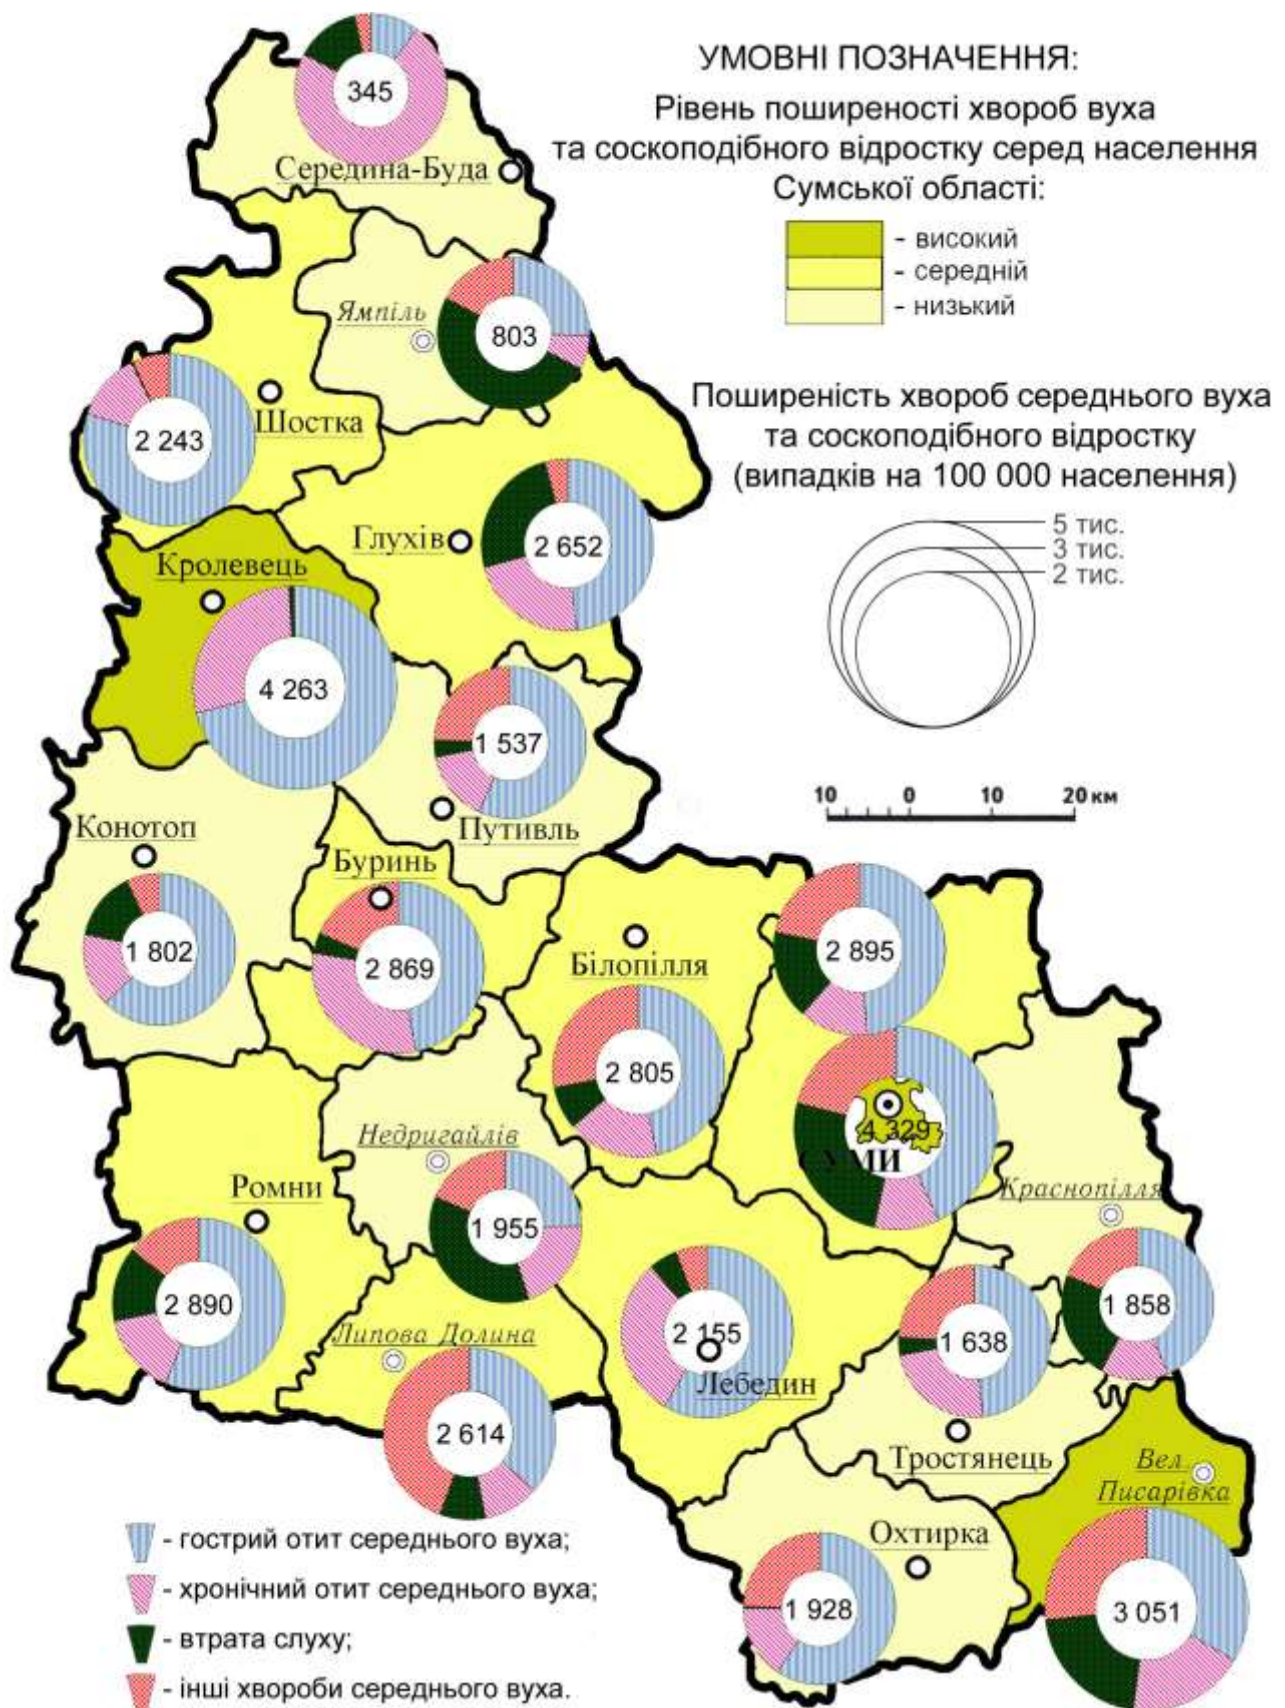 УМОВНІ ПОЗНАЧЕННЯ:
Рівень поширеності хвороб вуха
та соскоподібного відростку серед населення
Сумської області:
- високий
- середній
- низький
Поширеність хвороб середнього вуха
та соскоподібного відростку
(випадків на 100 000 населення)
5 тис.
3 тис.
2 тис.
10 0 10 20 км
345
Середина-Буда
Ямпіль
803
2 243
Шостка
Глухів
2 652
Кролевець
4 263
1 537
Путивль
Конотоп
1 802
Буринь
2 869
Білопілля
2 805
2 895
4 329
СУМИ
Недригайлів
1 955
Ромни
2 890
Краснопілля
1 858
Липова Долина
2 614
2 155
Лебедин
1 638
Тростянець
Вел.
Писарівка
3 051
Охтирка
1 928
- гострий отит середнього вуха;
- хронічний отит середнього вуха;
- втрата слуху;
- інші хвороби середнього вуха.